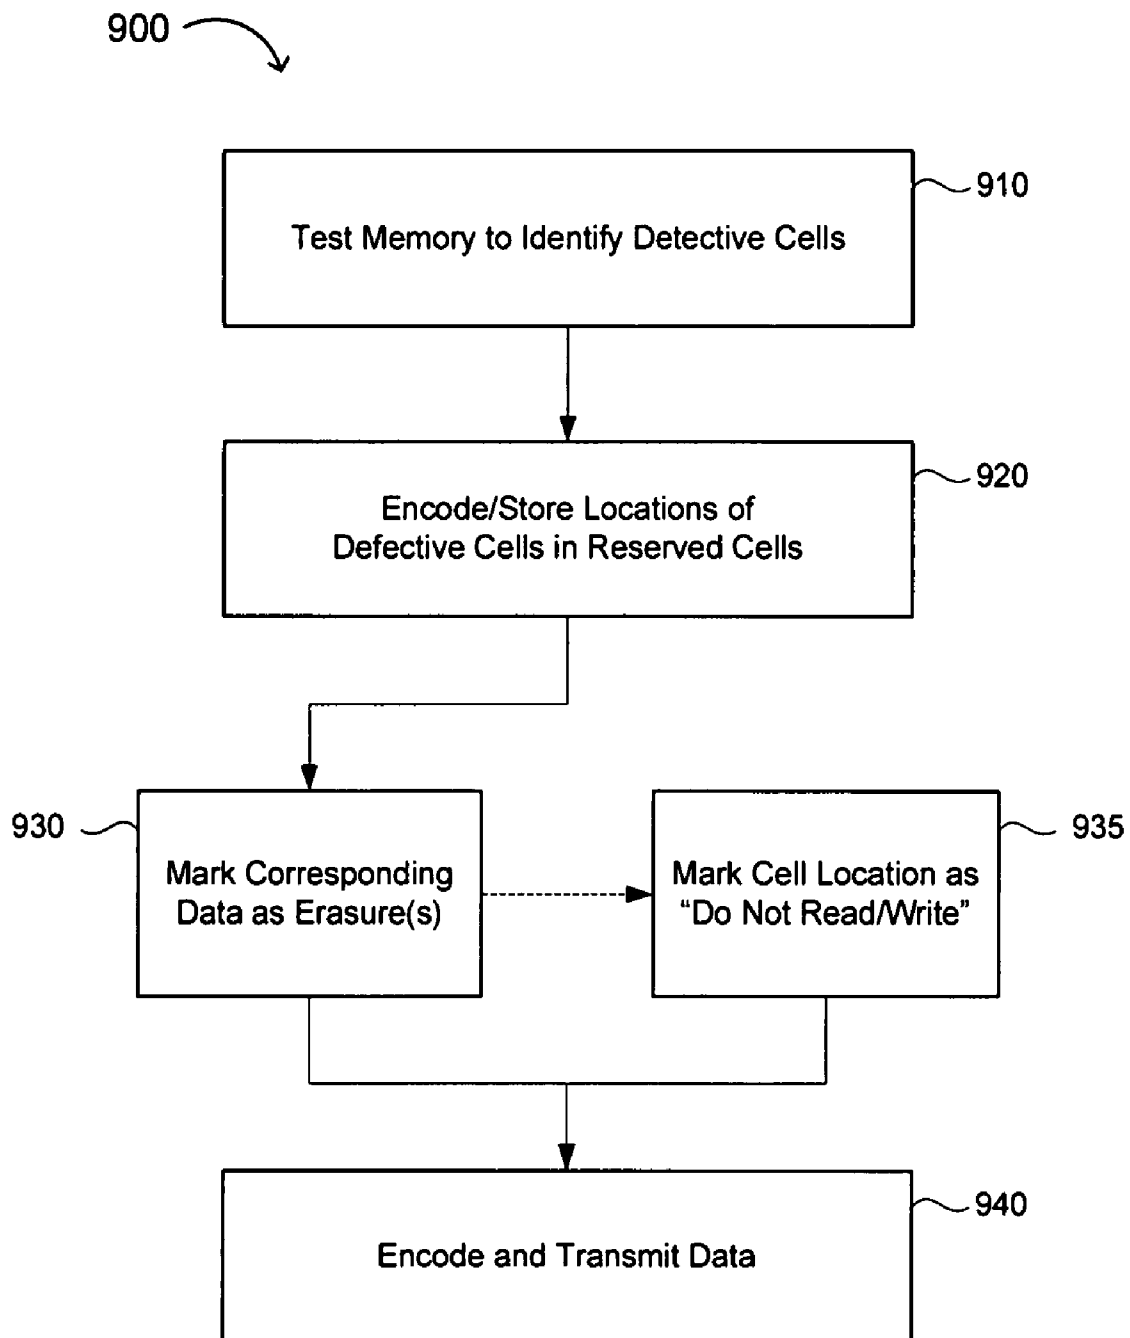 900
910
Test Memory to Identify Detective Cells
920
Encode/Store Locations of
Defective Cells in Reserved Cells
930
Mark Corresponding
Data as Erasure(s)
935
Mark Cell Location as
“Do Not Read/Write”
940
Encode and Transmit Data